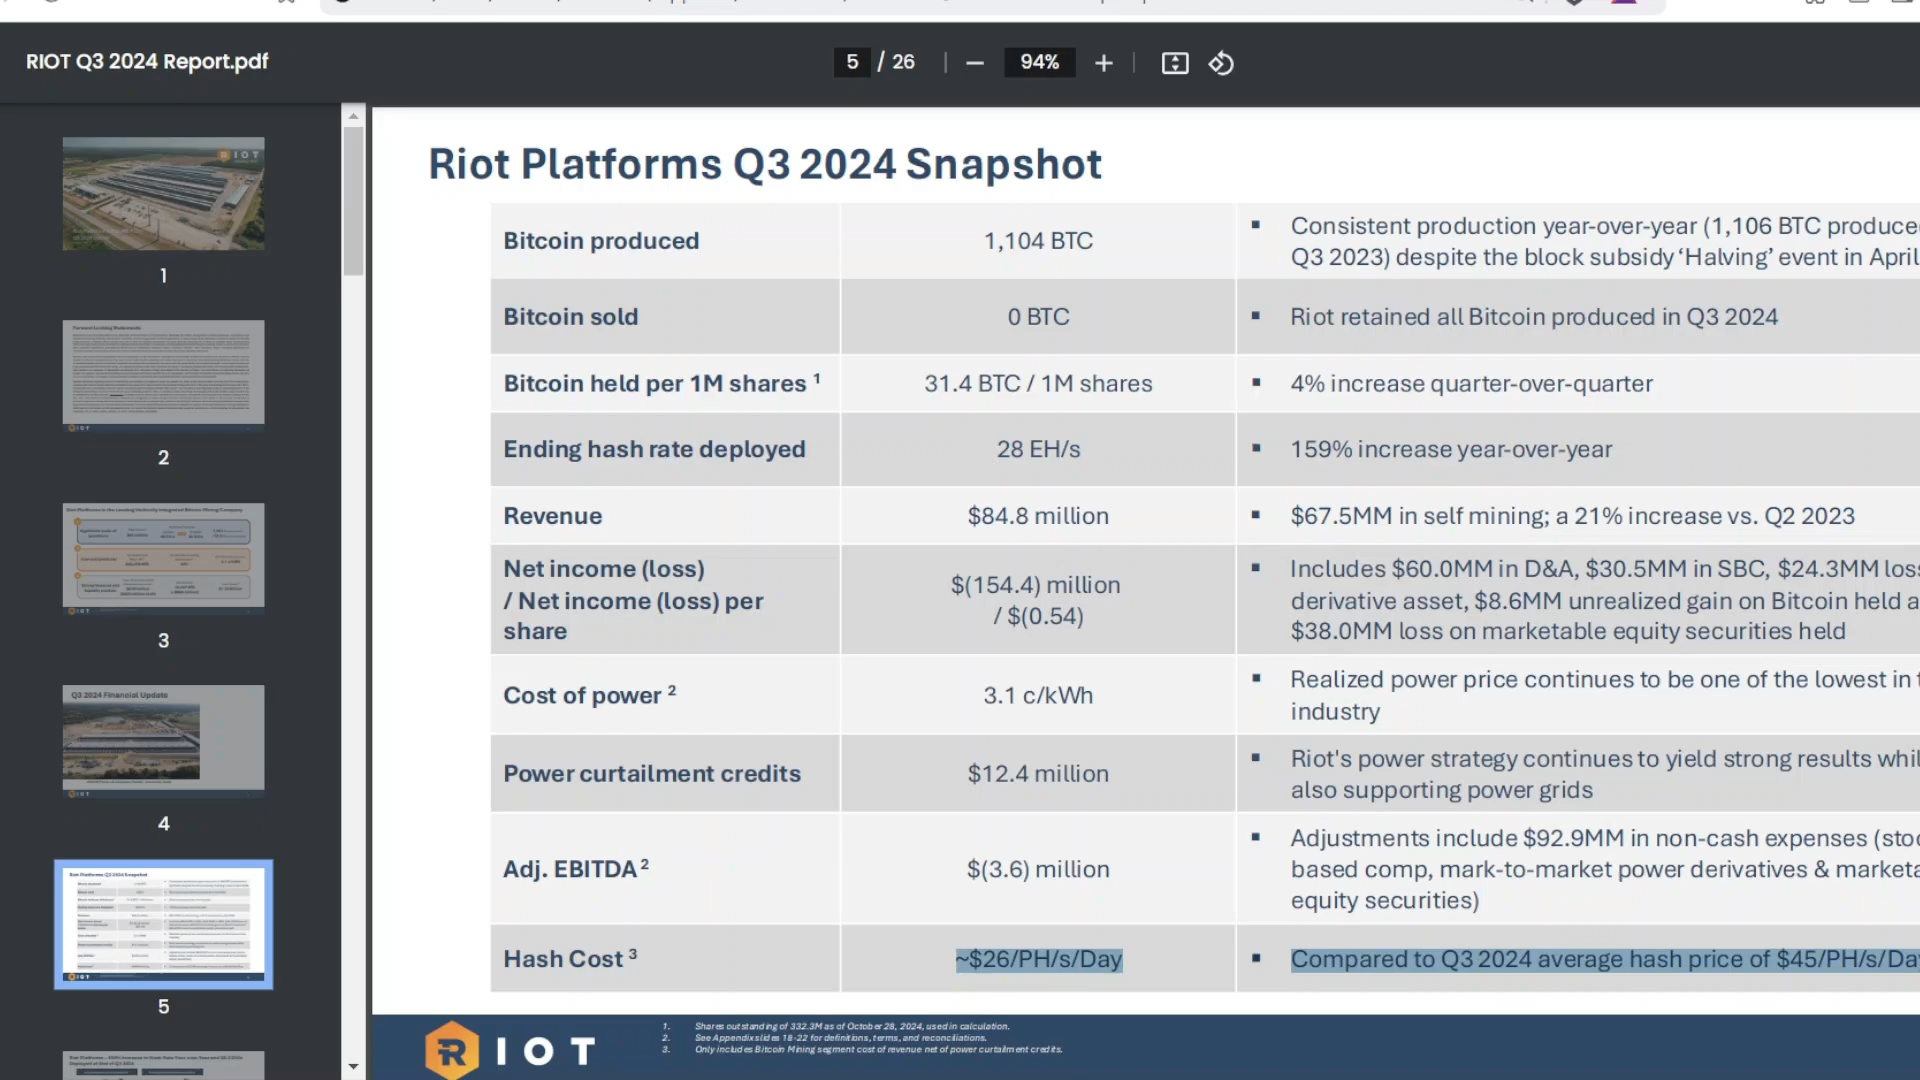 RIOT Q3 2024 Report.pdf
5 / 26
94%
1
2
3
Q3 2024 Financial Update
4
5
Riot Platforms Q3 2024 Snapshot
Bitcoin produced
1,104 BTC
▪ Consistent production year-over-year (1,106 BTC produce
Q3 2023) despite the block subsidy ‘Halving’ event in April
Bitcoin sold
0 BTC
▪ Riot retained all Bitcoin produced in Q3 2024
Bitcoin held per 1M shares 1
31.4 BTC / 1M shares
▪ 4% increase quarter-over-quarter
Ending hash rate deployed
28 EH/s
▪ 159% increase year-over-year
Revenue
$84.8 million
▪ $67.5MM in self mining; a 21% increase vs. Q2 2023
Net income (loss)
/ Net income (loss) per
share
$(154.4) million
/ $(0.54)
▪ Includes $60.0MM in D&A, $30.5MM in SBC, $24.3MM los
derivative asset, $8.6MM unrealized gain on Bitcoin held a
$38.0MM loss on marketable equity securities held
Cost of power 2
3.1 c/kWh
▪ Realized power price continues to be one of the lowest in
industry
Power curtailment credits
$12.4 million
▪ Riot's power strategy continues to yield strong results whil
also supporting power grids
Adj. EBITDA 2
$(3.6) million
▪ Adjustments include $92.9MM in non-cash expenses (sto
based comp, mark-to-market power derivatives & market
equity securities)
Hash Cost 3
~$26/PH/s/Day
▪ Compared to Q3 2024 average hash price of $45/PH/s/Da
RIOT
1. Shares outstanding of 332.3M as of October 28, 2024, used in calculation.
2. See Appendix slides 18-22 for definitions, terms, and reconciliations.
3. Only includes Bitcoin Mining segment cost of revenue net of power curtailment credits.